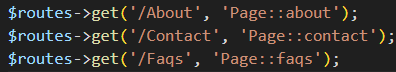 $routes->get('/About', 'Page::about');
$routes->get('/Contact', 'Page::contact');
$routes->get('/Faqs', 'Page::faqs');